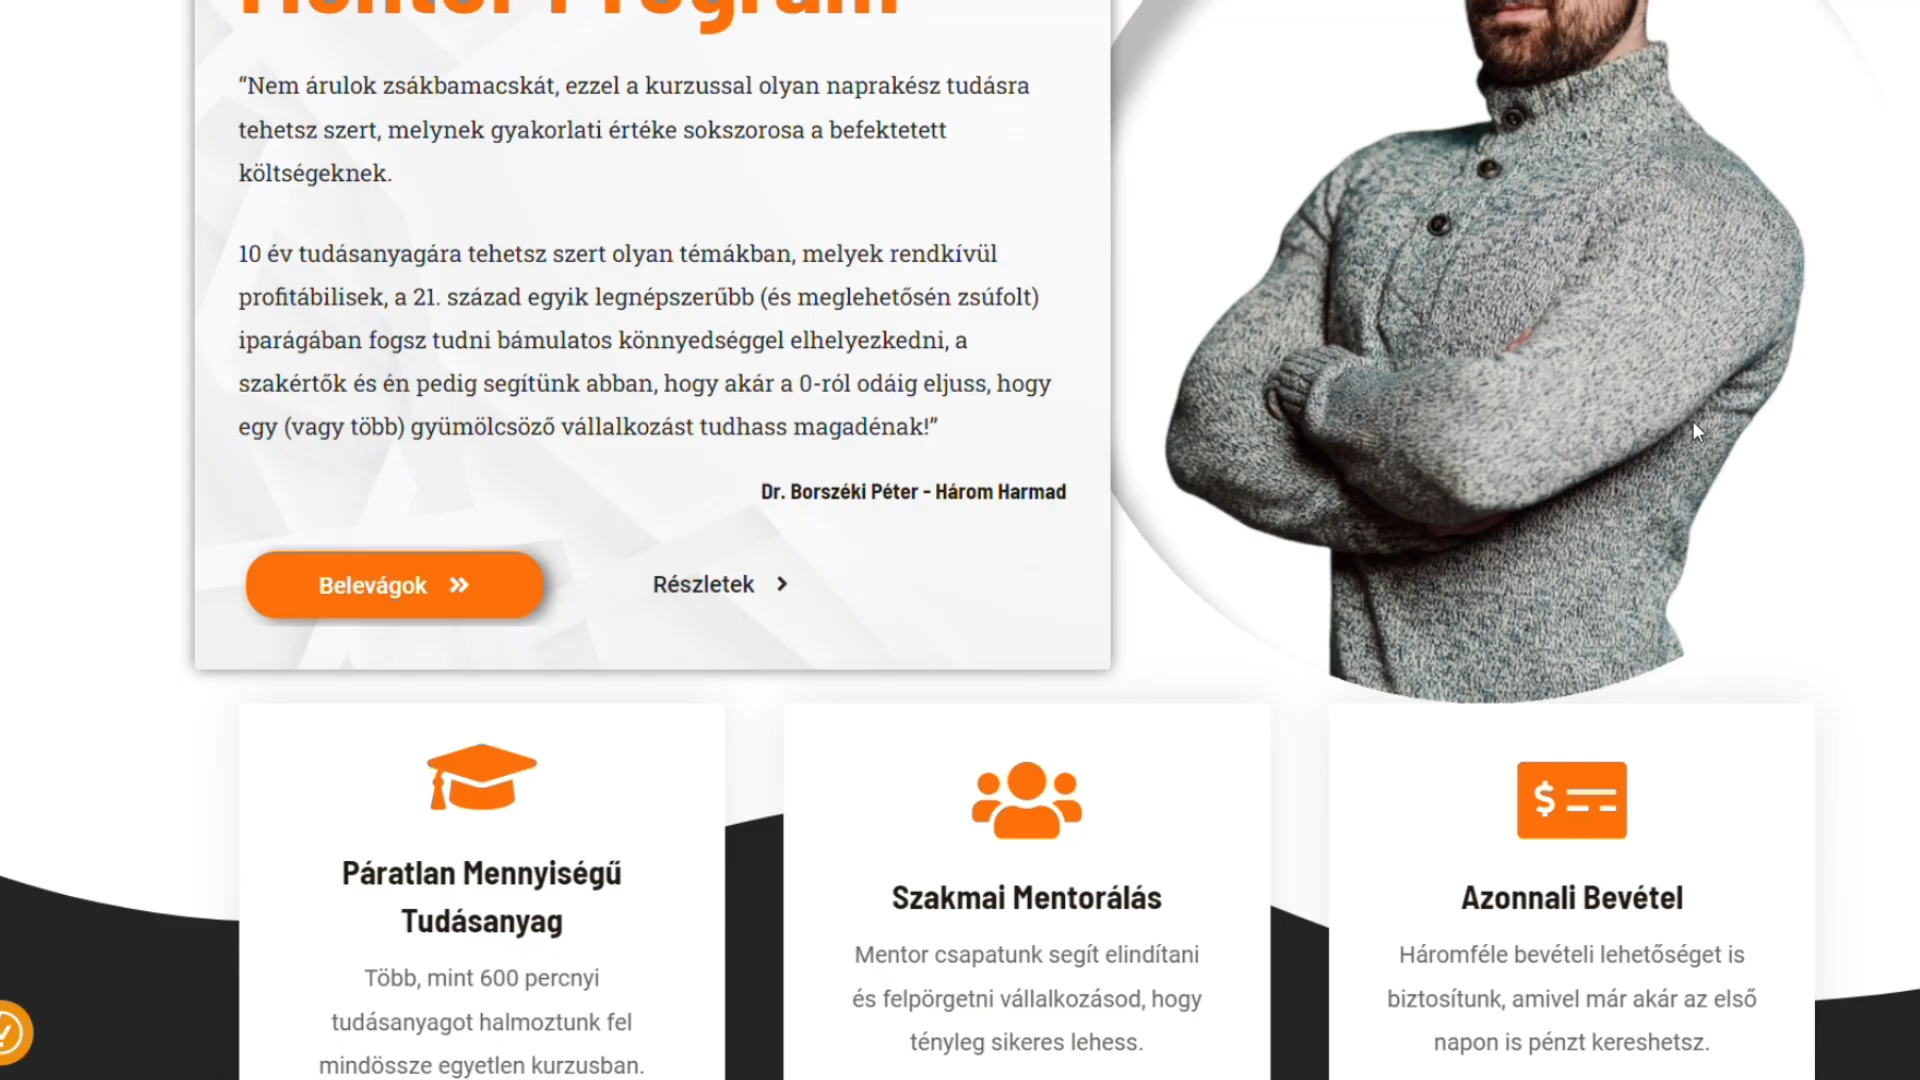 Mentor Program
“Nem árulok zsákbamacskát, ezzel a kurzussal olyan naprakész tudásra
tehetsz szert, melynek gyakorlati értéke sokszorosa a befektetett
költségeknek.
10 év tudásanyagára tehetsz szert olyan témákban, melyek rendkívül
profitábilisek, a 21. század egyik legnépszerűbb (és meglehetősén zsúfolt)
iparágában fogsz tudni bámulatos könnyedséggel elhelyezkedni, a
szakértők és én pedig segítünk abban, hogy akár a 0-ról odáig eljuss, hogy
egy (vagy több) gyümölcsöző vállalkozást tudhass magadénak!”
Dr. Borszéki Péter - Három Harmad
Belevágok
Részletek
Páratlan Mennyiségű
Tudásanyag
Több, mint 600 percnyi
tudásanyagot halmoztunk fel
mindössze egyetlen kurzusban.
Szakmai Mentorálás
Mentor csapatunk segít elindítani
és felpörgetni vállalkozásod, hogy
tényleg sikeres lehess.
Azonnali Bevétel
Háromféle bevételi lehetőséget is
biztosítunk, amivel már akár az első
napon is pénzt kereshetsz.